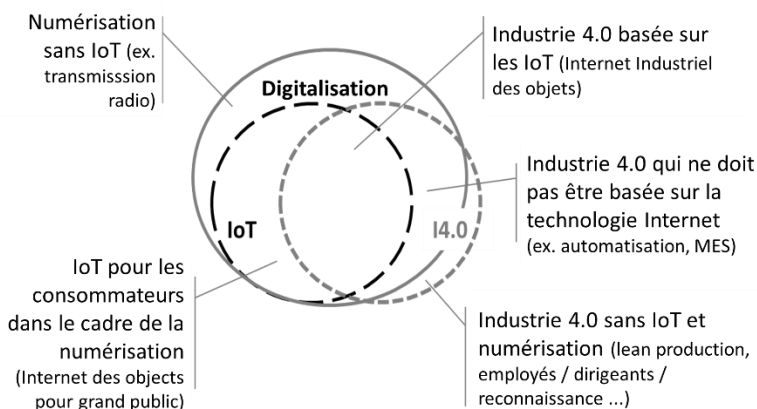 Numérisation
sans IoT (ex.
transmisssion
radio)
Industrie 4.0 basée sur
les IoT (Internet Industriel
des objets)
Digitalisation
Industrie 4.0 qui ne doit
pas être basée sur la
technologie Internet
(ex. automatisation, MES)
IoT
I4.0
IoT pour les
consommateurs
dans le cadre de la
numérisation
(Internet des objects
pour grand public)
Industrie 4.0 sans IoT et
numérisation (lean production,
employés / dirigeants /
reconnaissance ...)